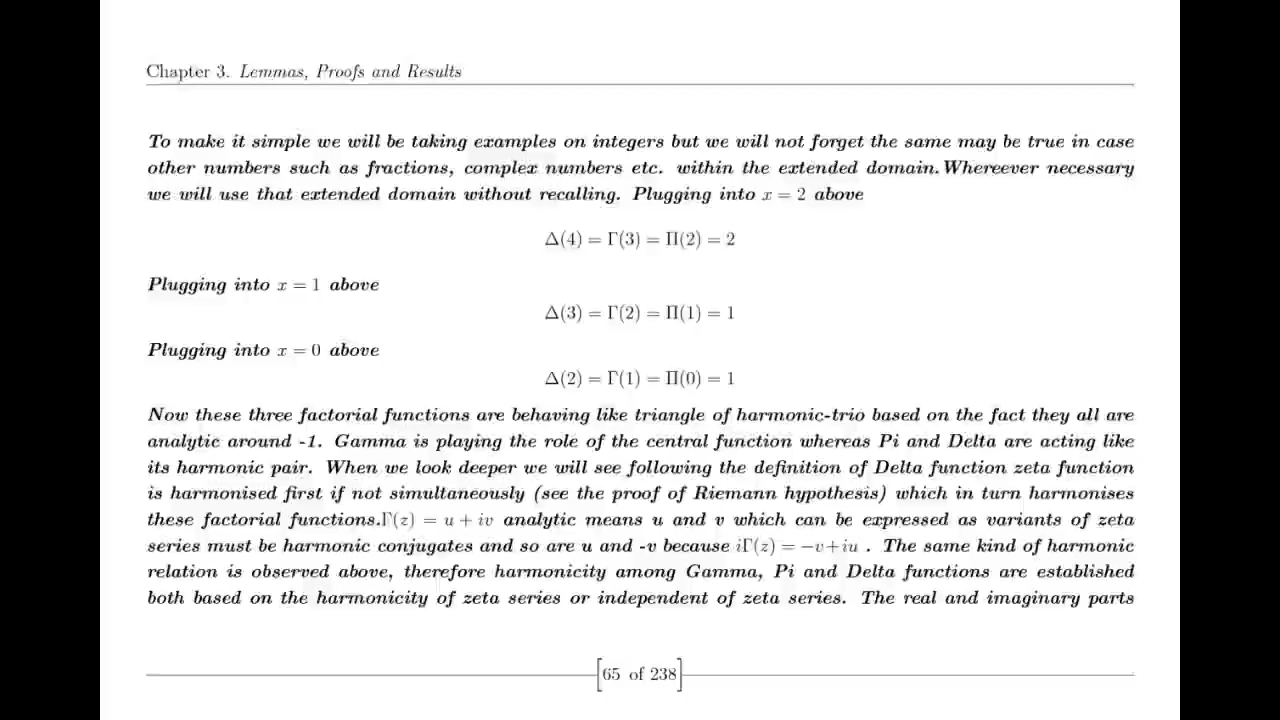 Chapter 3. Lemmas, Proofs and Results
To make it simple we will be taking examples on integers but we will not forget the same may be true in case
other numbers such as fractions, complex numbers etc. within the extended domain.Whereever necessary
we will use that extended domain without recalling. Plugging into x = 2 above
Δ(4) = Γ(3) = Π(2) = 2
Plugging into x = 1 above
Δ(3) = Γ(2) = Π(1) = 1
Plugging into x = 0 above
Δ(2) = Γ(1) = Π(0) = 1
Now these three factorial functions are behaving like triangle of harmonic-trio based on the fact they all are
analytic around -1. Gamma is playing the role of the central function whereas Pi and Delta are acting like
its harmonic pair. When we look deeper we will see following the definition of Delta function zeta function
is harmonised first if not simultaneously (see the proof of Riemann hypothesis) which in turn harmonises
these factorial functions.Γ(z) = u + iv analytic means u and v which can be expressed as variants of zeta
series must be harmonic conjugates and so are u and -v because iΓ(z) = −v+iu . The same kind of harmonic
relation is observed above, therefore harmonicity among Gamma, Pi and Delta functions are established
both based on the harmonicity of zeta series or independent of zeta series. The real and imaginary parts
65 of 238